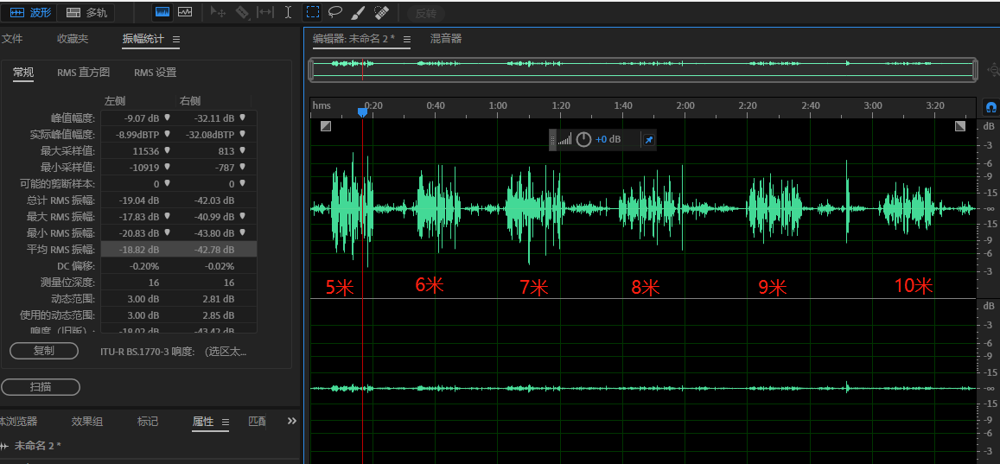 波形 多轨 反转
文件 收藏夹 振幅统计
编辑器: 未命名 2 * 混音器
常规 RMS 直方图 RMS 设置
左侧 右侧
峰值幅度: -9.07 dB -32.11 dB
实际峰值幅度: -8.99dBTP -32.08dBTP
最大采样值: 11536 813
最小采样值: -10919 -787
可能的剪断样本: 0 0
总计 RMS 振幅: -19.04 dB -42.03 dB
最大 RMS 振幅: -17.83 dB -40.99 dB
最小 RMS 振幅: -20.83 dB -43.80 dB
平均 RMS 振幅: -18.82 dB -42.78 dB
DC 偏移: -0.20% -0.02%
测量位深度: 16 16
动态范围: 3.00 dB 2.81 dB
使用的动态范围: 3.00 dB 2.85 dB
响度（旧版）: -18.02 dB -43.42 dB
复制 ITU-R BS.1770-3 响度: (选区太...
扫描
体浏览器 效果组 标记 属性 匹配
未命名 2 *
hms 0:20 0:40 1:00 1:20 1:40 2:00 2:20 2:40 3:00 3:20
+0 dB
dB
-3
-6
-9
-15
-∞
-15
-9
-6
-3
5米 6米 7米 8米 9米 10米
dB
-3
-6
-9
-15
-∞
-15
-9
-6
-3